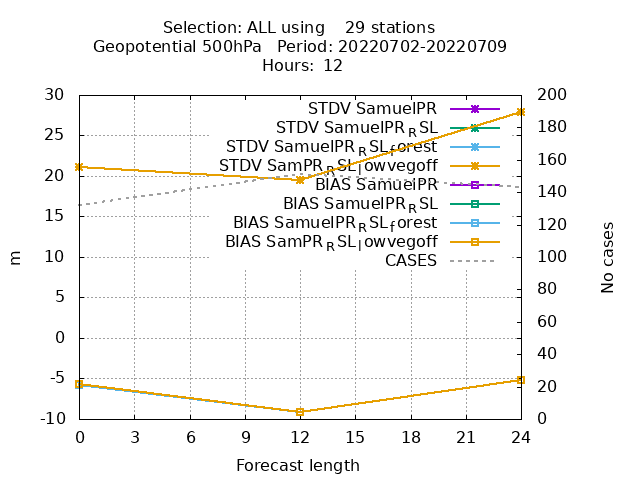 Selection: ALL using    29 stations
Geopotential 500hPa   Period: 20220702-20220709
Hours:  12
30
25
20
15
10
5
0
-5
-10
m
STDV SamuelPR
STDV SamuelPR_RSL
STDV SamuelPR_RSL_forest
STDV SamPR_RSL_lowvegoff
BIAS SamuelPR
BIAS SamuelPR_RSL
BIAS SamuelPR_RSL_forest
BIAS SamPR_RSL_lowvegoff
CASES
200
180
160
140
120
100
80
60
40
20
0
No cases
0 3 6 9 12 15 18 21 24
Forecast length